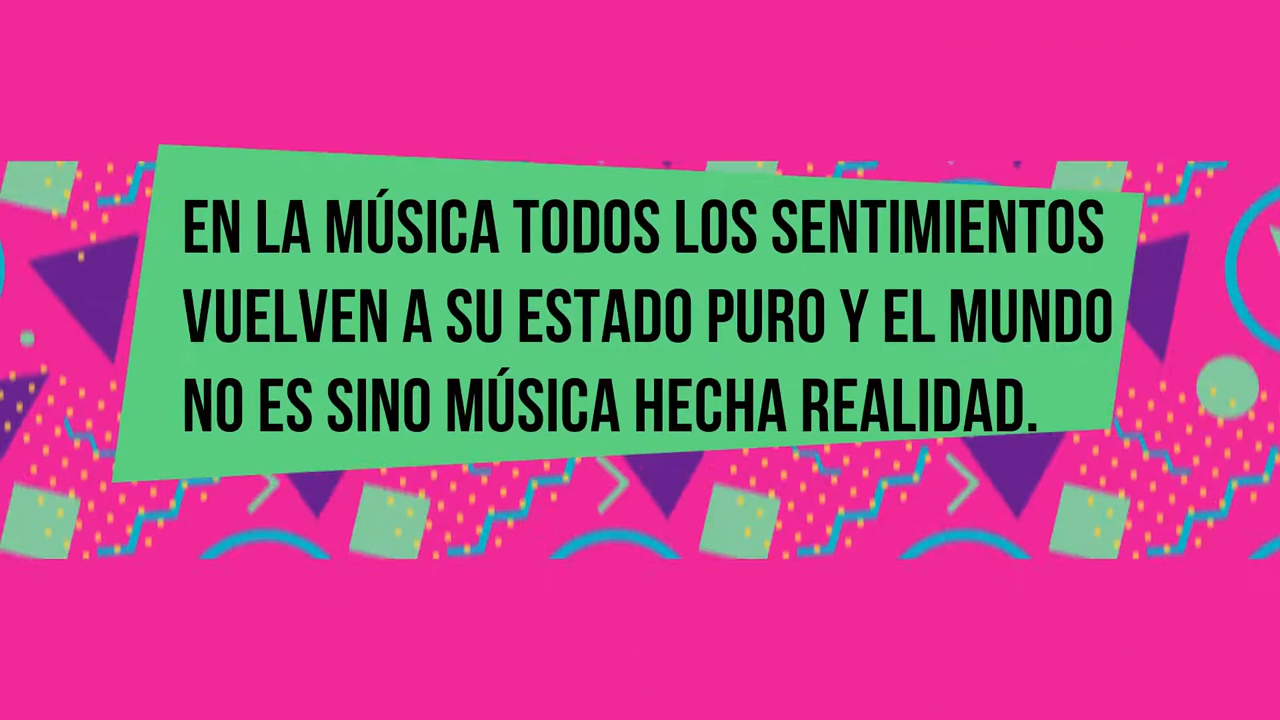 EN LA MÚSICA TODOS LOS SENTIMIENTOS
VUELVEN A SU ESTADO PURO Y EL MUNDO
NO ES SINO MÚSICA HECHA REALIDAD.